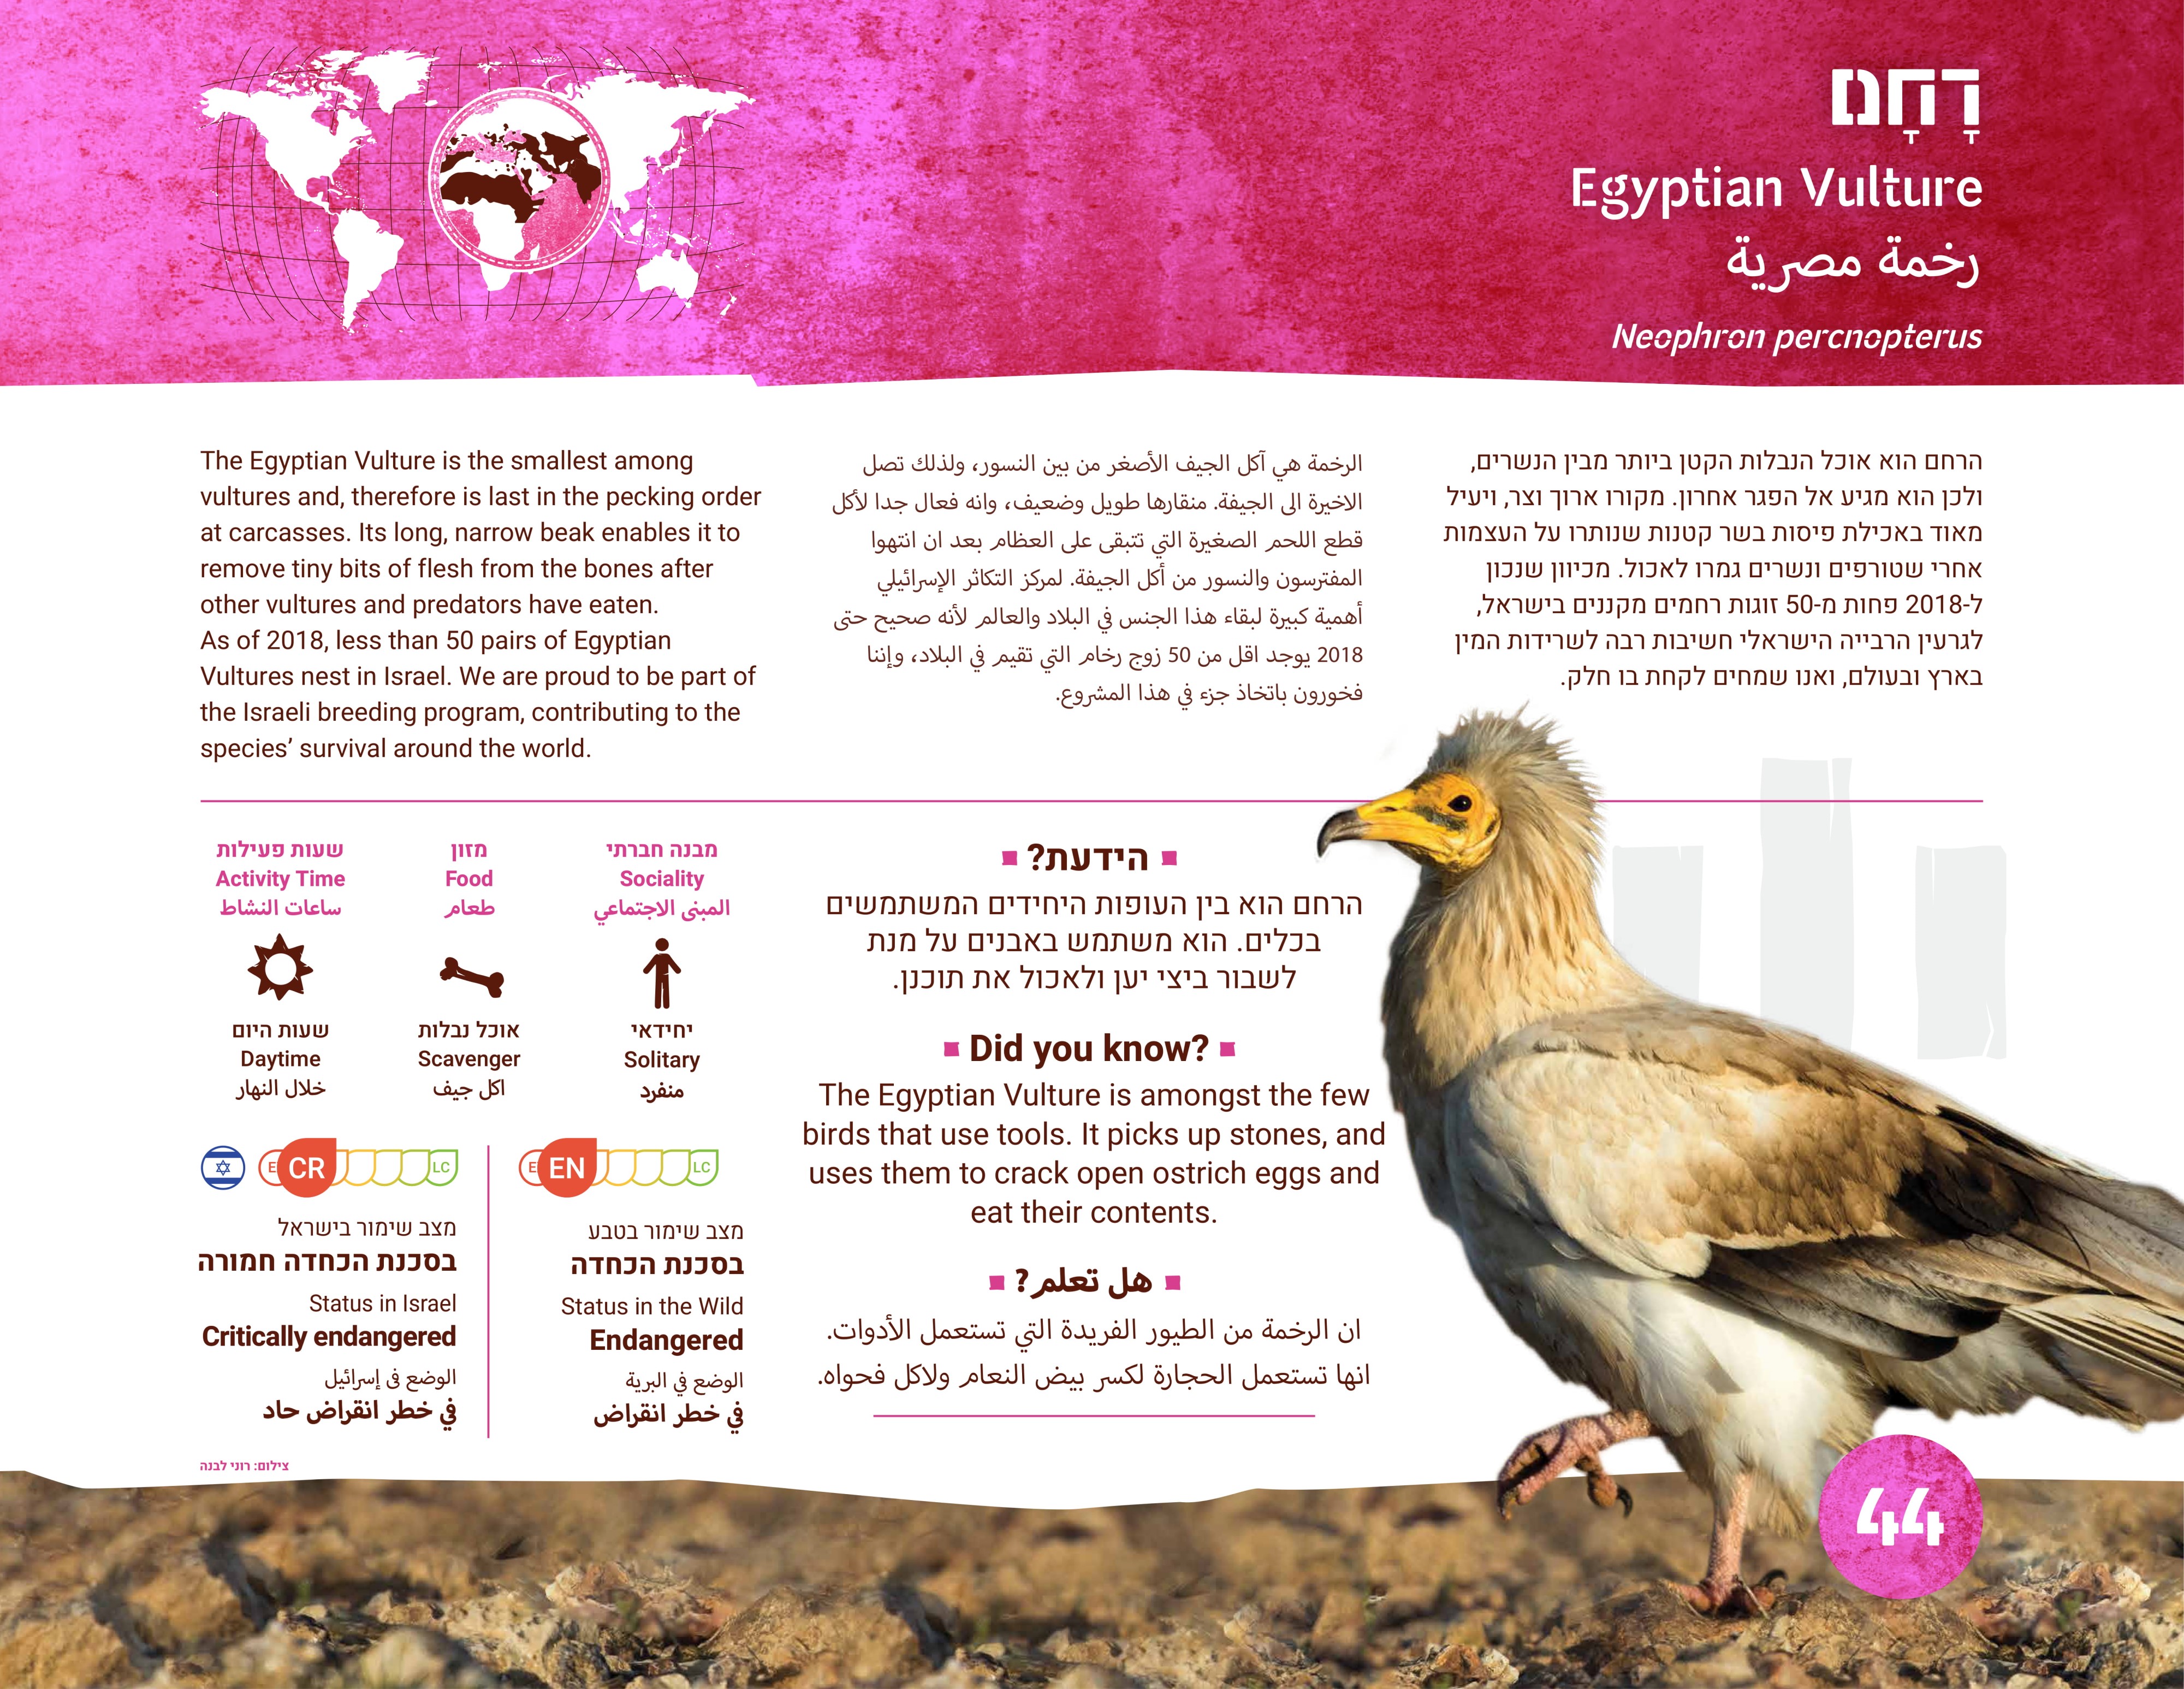 רָחָם
Egyptian Vulture
رخمة مصرية
Neophron percnopterus
The Egyptian Vulture is the smallest among
vultures and, therefore is last in the pecking order
at carcasses. Its long, narrow beak enables it to
remove tiny bits of flesh from the bones after
other vultures and predators have eaten.
As of 2018, less than 50 pairs of Egyptian
Vultures nest in Israel. We are proud to be part of
the Israeli breeding program, contributing to the
species’ survival around the world.
الرخمة هي آكل الجيف الأصغر من بين النسور، ولذلك تصل
الاخيرة الى الجيفة. منقارها طويل وضعيف، وانه فعال جدا لأكل
قطع اللحم الصغيرة التي تتبقى على العظام بعد ان انتهوا
المفترسون والنسور من أكل الجيفة. لمركز التكاثر الإسرائيلي
أهمية كبيرة لبقاء هذا الجنس في البلاد والعالم لأنه صحيح حتى
2018 يوجد اقل من 50 زوج رخام التي تقيم في البلاد، وإننا
فخورون باتخاذ جزء في هذا المشروع.
הרחם הוא אוכל הנבלות הקטן ביותר מבין הנשרים,
ולכן הוא מגיע אל הפגר אחרון. מקורו ארוך וצר, ויעיל
מאוד באכילת פיסות בשר קטנות שנותרו על העצמות
אחרי שטורפים ונשרים גמרו לאכול. מכיוון שנכון
ל-2018 פחות מ-50 זוגות רחמים מקננים בישראל,
לגרעין הרבייה הישראלי חשיבות רבה לשרידות המין
בארץ ובעולם, ואנו שמחים לקחת בו חלק.
שעות פעילות
Activity Time
ساعات النشاط
שעות היום
Daytime
خلال النهار
מזון
Food
طعام
אוכל נבלות
Scavenger
اكل جيف
מבנה חברתי
Sociality
المبنى الاجتماعي
יחידאי
Solitary
منفرد
E CR LC
מצב שימור בישראל
בסכנת הכחדה חמורה
Status in Israel
Critically endangered
الوضع في إسرائيل
في خطر انقراض حاد
E EN LC
מצב שימור בטבע
בסכנת הכחדה
Status in the Wild
Endangered
الوضع في البرية
في خطر انقراض
הידעת?
הרחם הוא בין העופות היחידים המשתמשים
בכלים. הוא משתמש באבנים על מנת
לשבור ביצי יען ולאכול את תוכנן.
Did you know?
The Egyptian Vulture is amongst the few
birds that use tools. It picks up stones, and
uses them to crack open ostrich eggs and
eat their contents.
هل تعلم?
ان الرخمة من الطيور الفريدة التي تستعمل الأدوات.
انها تستعمل الحجارة لكسر بيض النعام ولاكل فحواه.
צילום: רוני לבנה
44